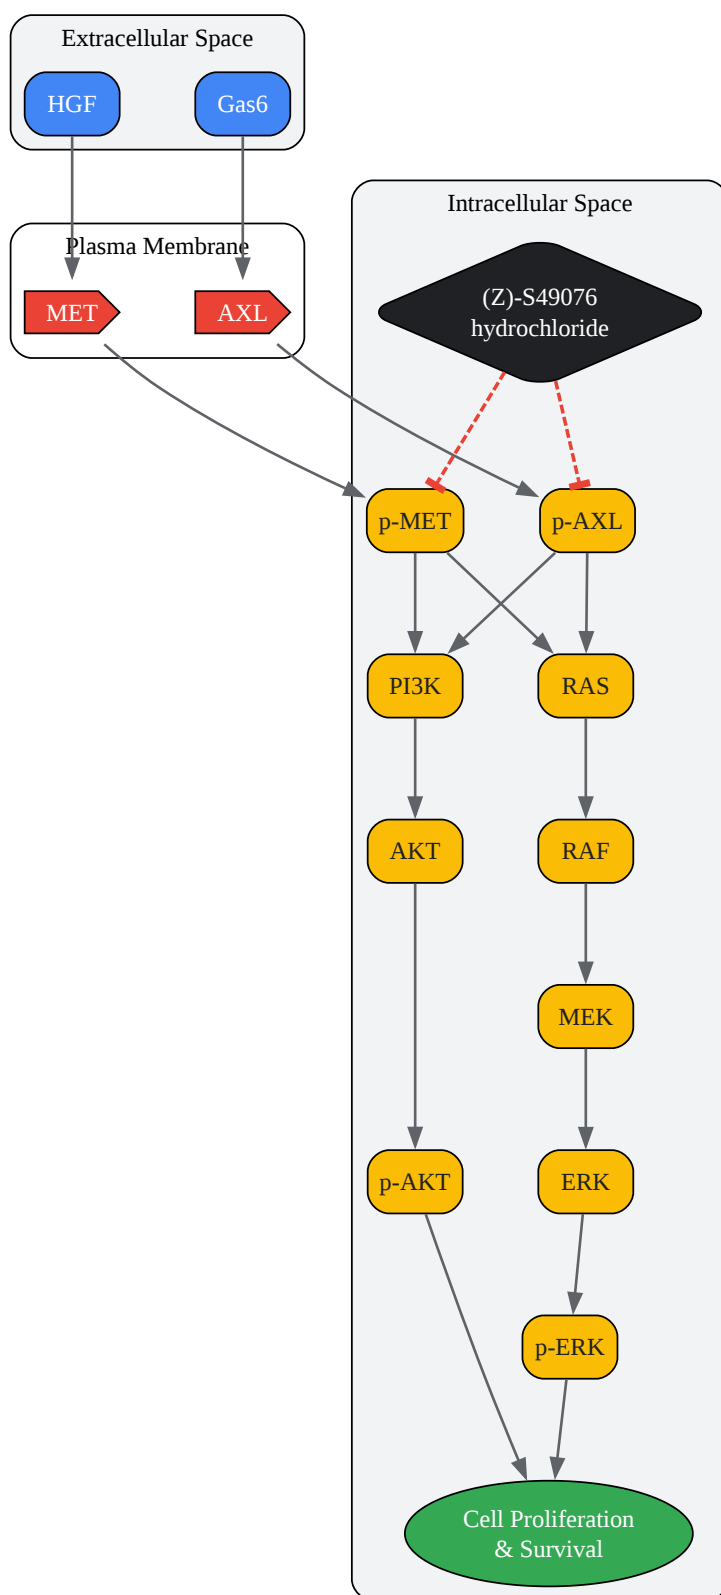 Extracellular Space
HGF
Gas6
Plasma Membrane
MET
AXL
Intracellular Space
(Z)-S49076
hydrochloride
p-MET
p-AXL
PI3K
RAS
AKT
RAF
MEK
p-AKT
ERK
p-ERK
Cell Proliferation
& Survival